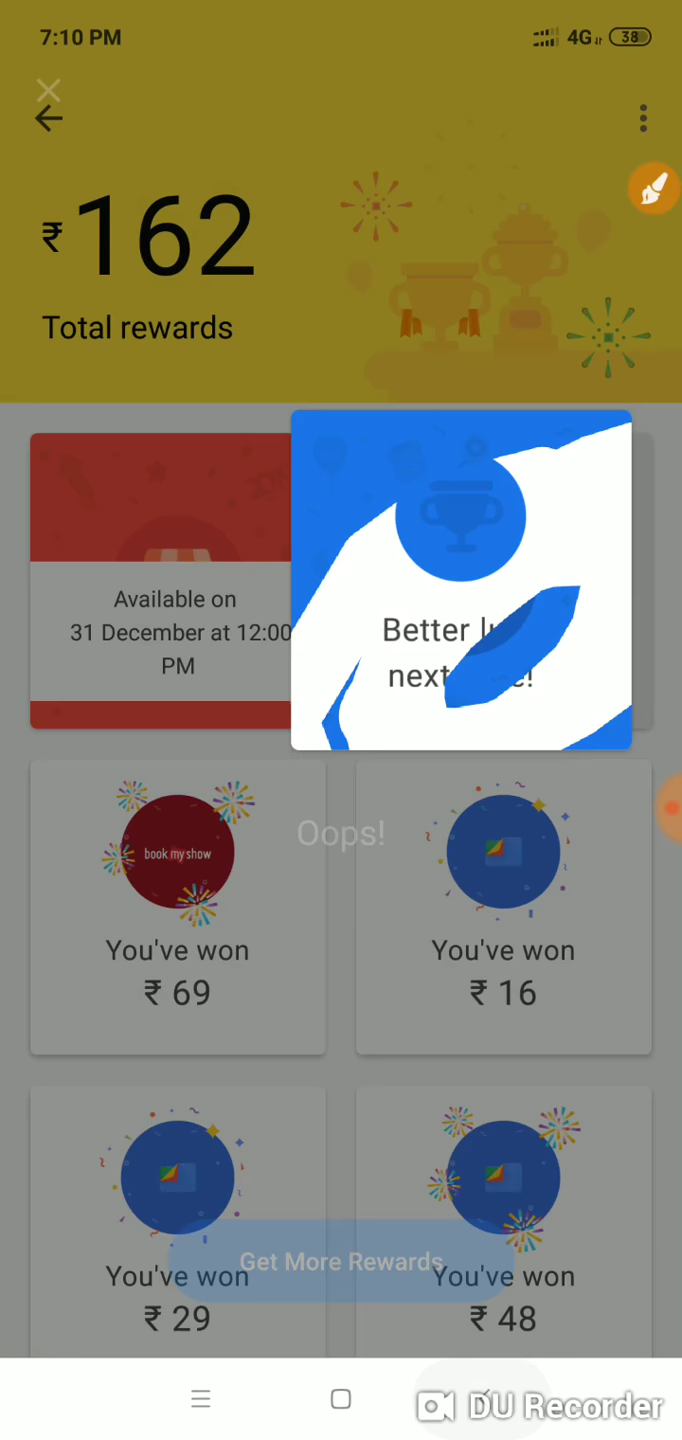 7:10 PM
4G
38
₹162
Total rewards
Available on
31 December at 12:00
PM
Better
next
Oops!
book my show
You've won
₹ 69
You've won
₹ 16
You've won
₹ 29
You've won
₹ 48
Get More Rewards
DU Recorder